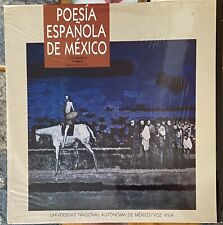 POESÍA
ESPAÑOLA
DE MÉXICO
UNIVERSIDAD NACIONAL AUTÓNOMA DE MÉXICO/VOZ VIVA